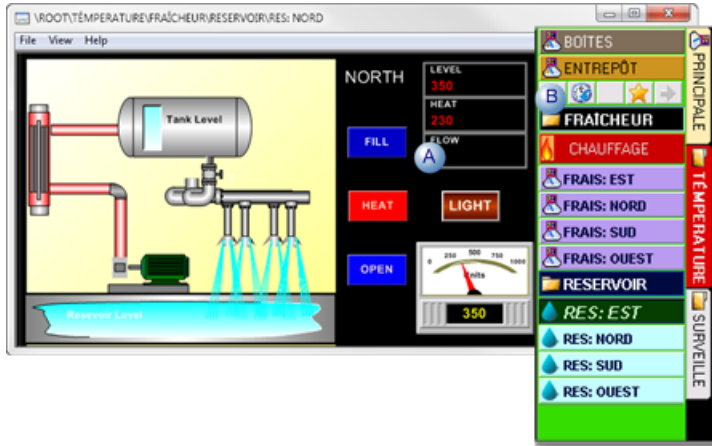 \ROOT\TÉMPERATURE\FRAÎCHEUR\RESERVOIR\RES: NORD
File View Help
NORTH
LEVEL
350
HEAT
230
FLOW
A
FILL
HEAT
LIGHT
OPEN
Tank Level
Resevoir Level
0 250 500 750 1000
Units
350
BOÎTES
ENTREPÔT
B
FRAÎCHEUR
CHAUFFAGE
FRAIS: EST
FRAIS: NORD
FRAIS: SUD
FRAIS: OUEST
RESERVOIR
RES: EST
RES: NORD
RES: SUD
RES: OUEST
PRINCIPALE
TÉMPERATURE
SURVEILLE